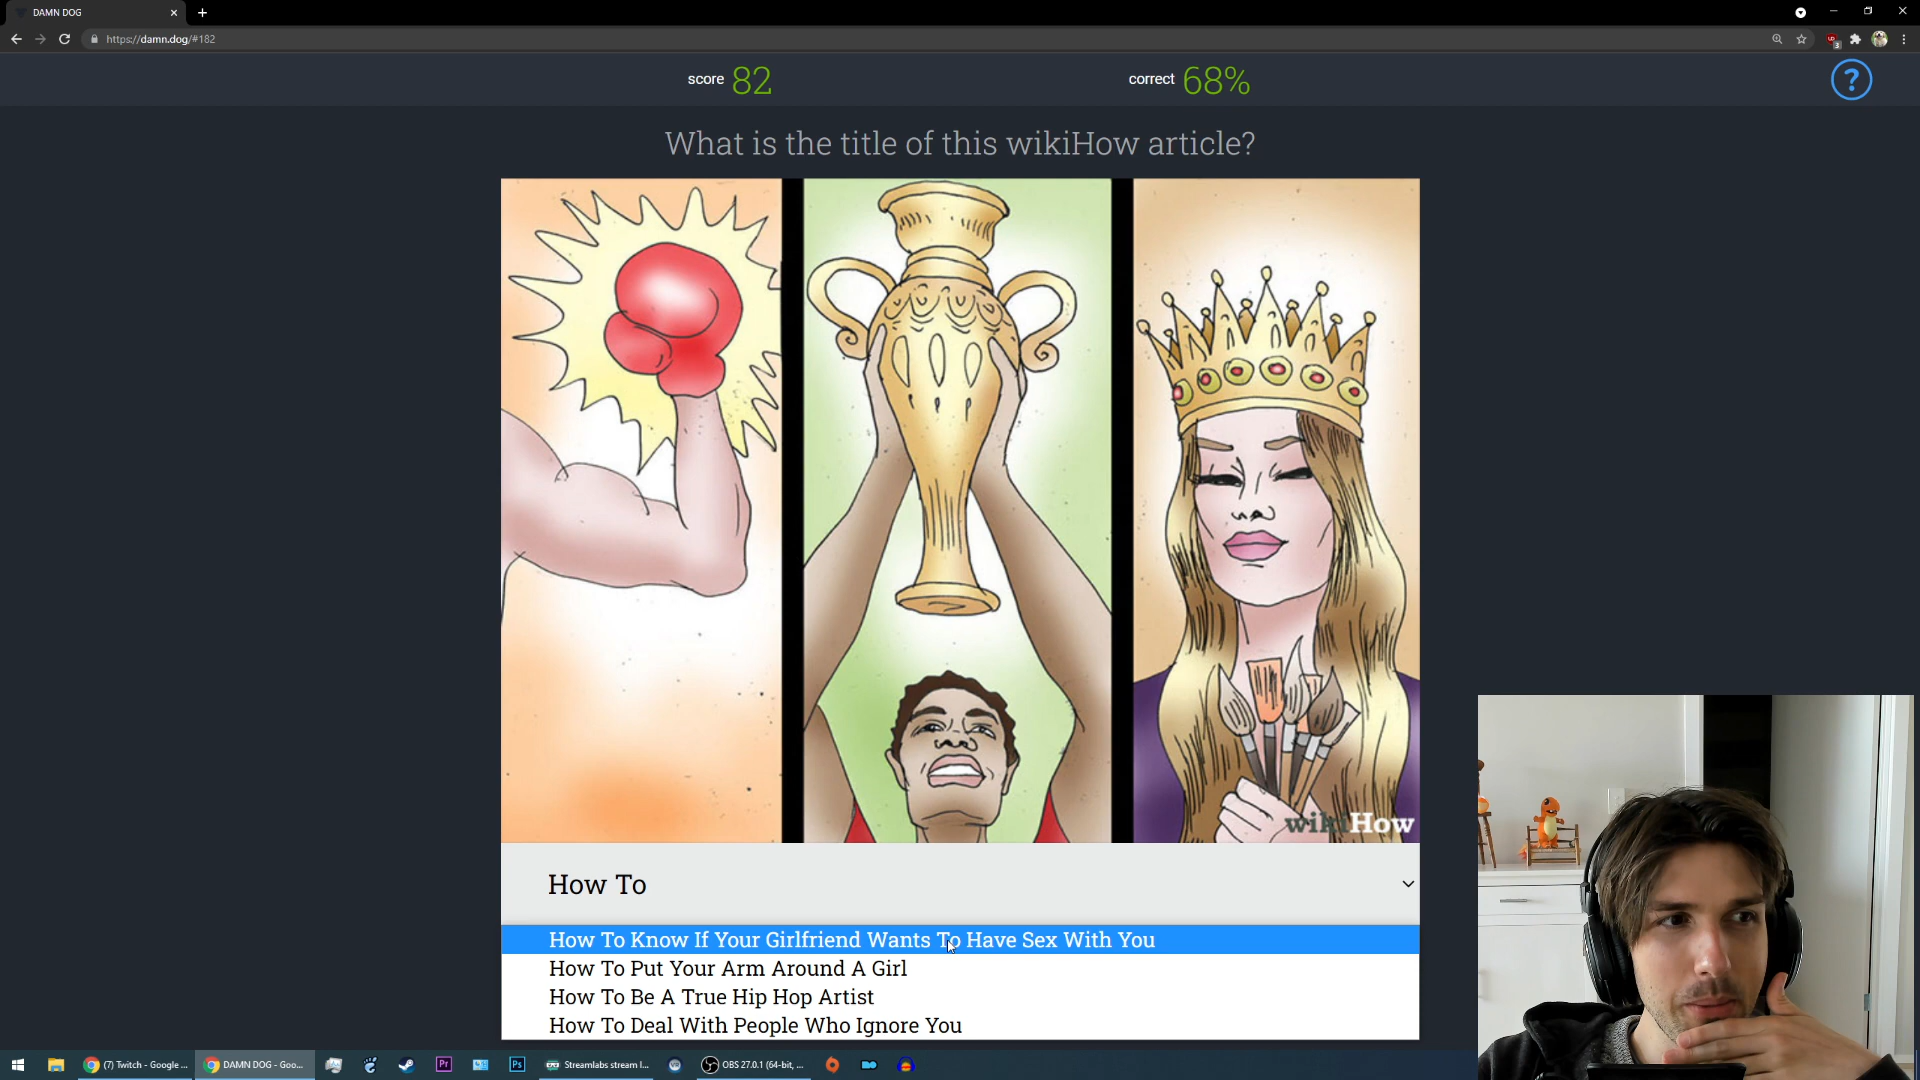 DAMN DOG
https://damn.dog/#182
3
score 82
correct 68%
?
What is the title of this wikiHow article?
wikiHow
How To
How To Know If Your Girlfriend Wants To Have Sex With You
How To Put Your Arm Around A Girl
How To Be A True Hip Hop Artist
How To Deal With People Who Ignore You
(7) Twitch - Google ...
DAMN DOG - Goo...
Pr
Ps
Streamlabs stream l...
OBS 27.0.1 (64-bit, ...